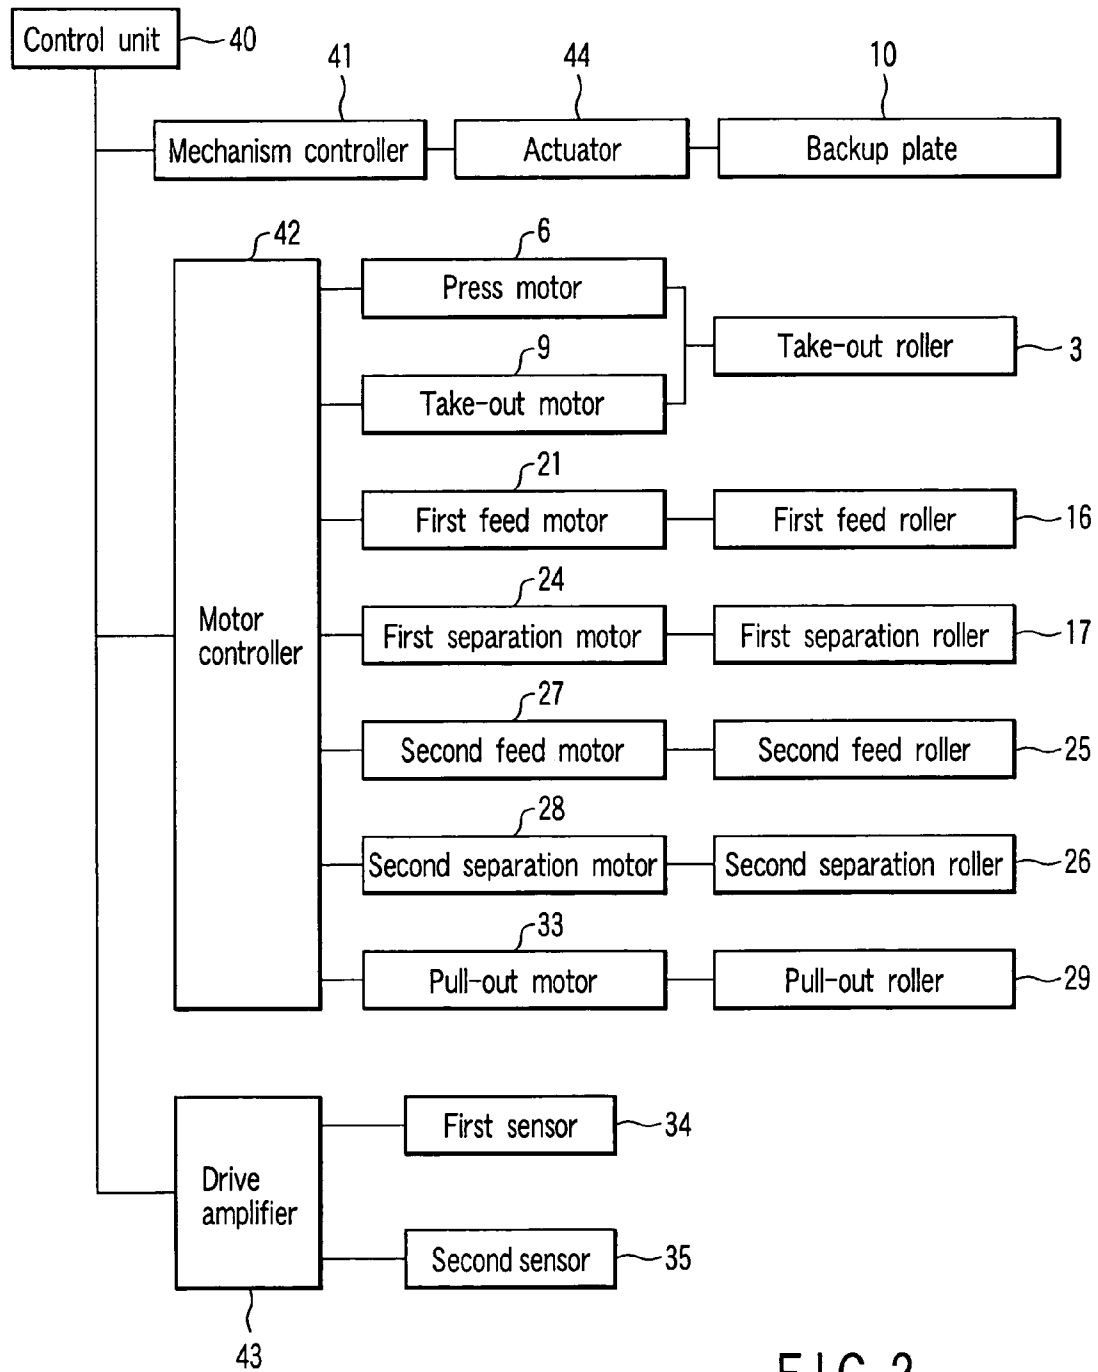 Control unit 40
41 44 10
Mechanism controller Actuator Backup plate
42 6
Press motor
Take-out roller 3
9
Take-out motor
21
First feed motor First feed roller 16
24
First separation motor First separation roller 17
Motor
controller
27
Second feed motor Second feed roller 25
28
Second separation motor Second separation roller 26
33
Pull-out motor Pull-out roller 29
First sensor 34
Drive
amplifier
Second sensor 35
43
FIG. 2